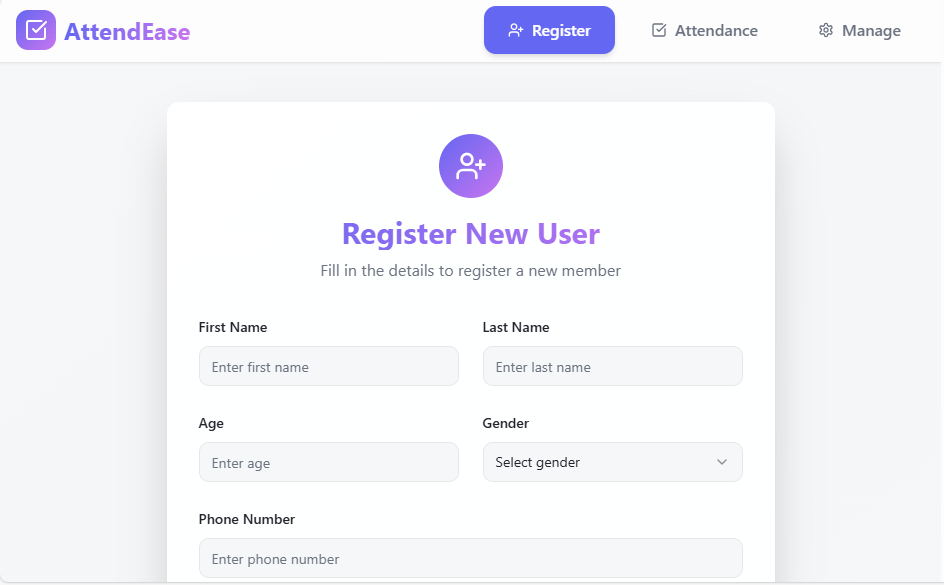 AttendEase
Register
Attendance
Manage
Register New User
Fill in the details to register a new member
First Name
Last Name
Enter first name
Enter last name
Age
Gender
Enter age
Select gender
Phone Number
Enter phone number